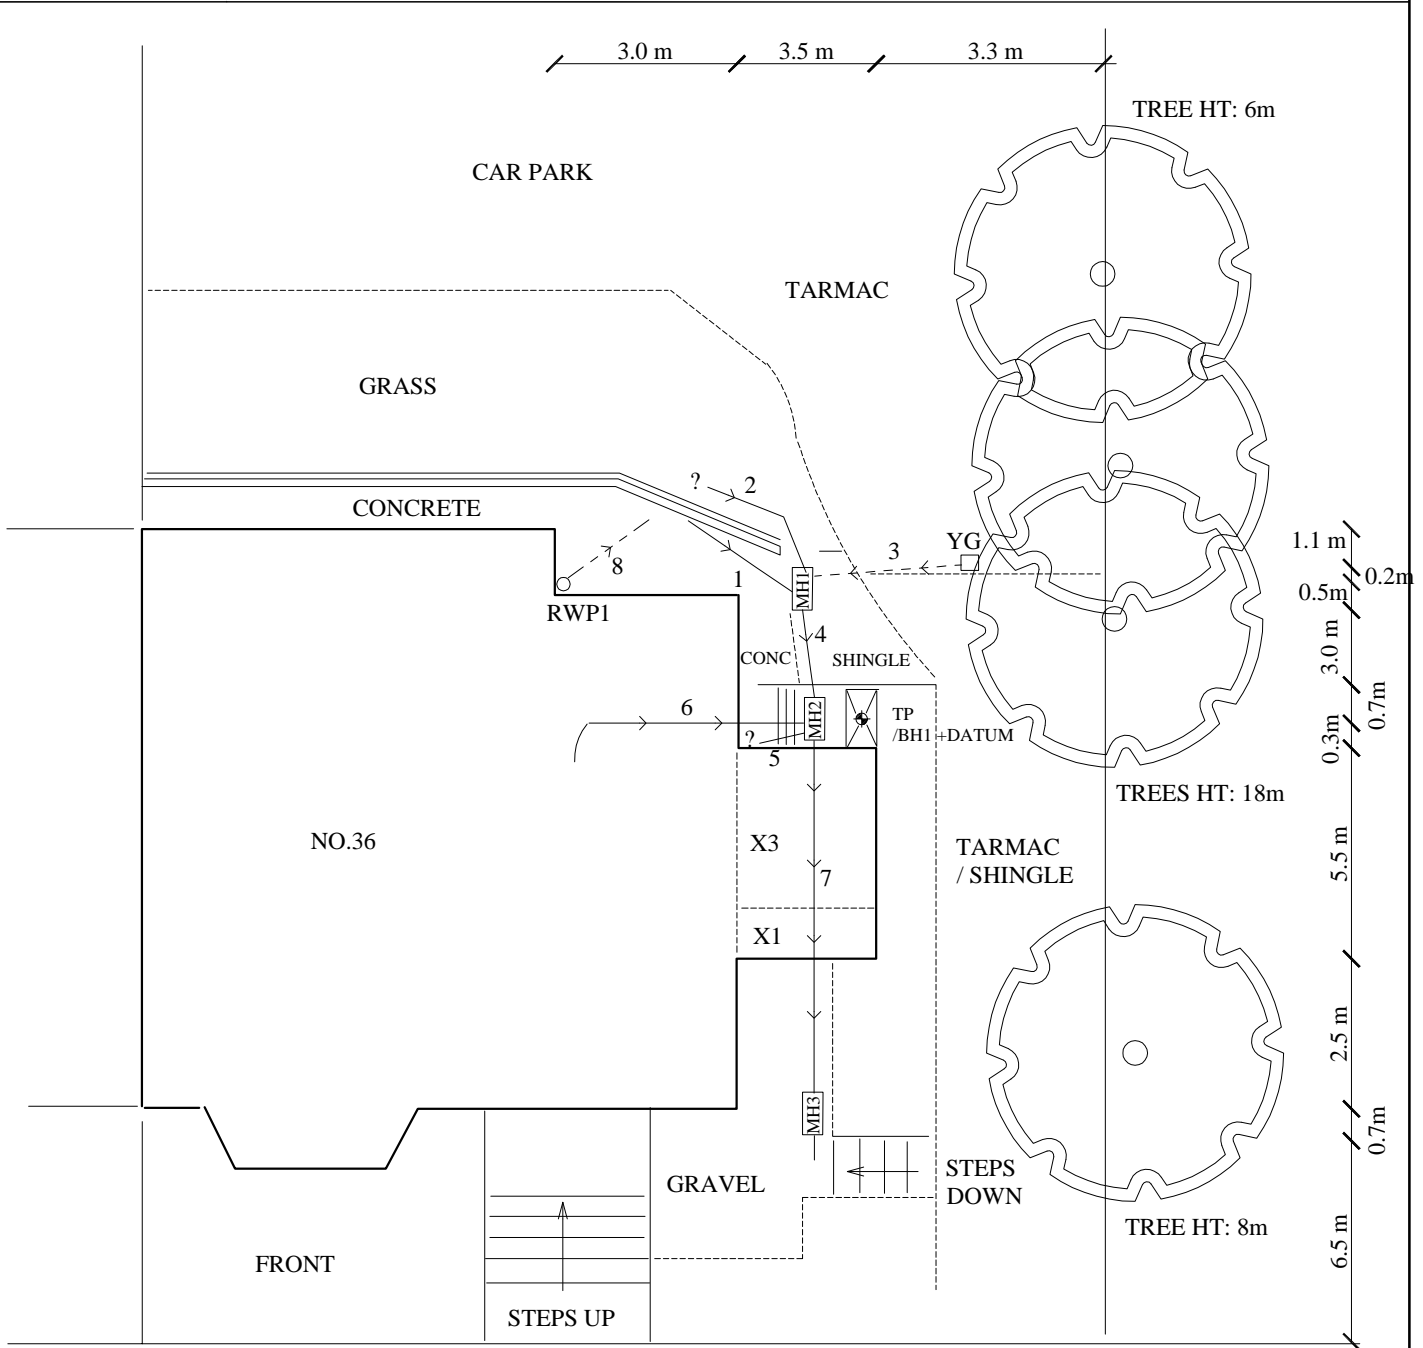 3.0 m
3.5 m
3.3 m
TREE HT: 6m
CAR PARK
TARMAC
GRASS
?
2
CONCRETE
3
YG
1.1 m
0.2m
8
1
MH1
0.5m
RWP1
4
3.0 m
CONC
SHINGLE
6
MH2
TP
/BH1 +DATUM
0.7m
?
5
0.3m
TREES HT: 18m
NO.36
X3
TARMAC
/ SHINGLE
5.5 m
7
X1
2.5 m
MH3
0.7m
GRAVEL
STEPS
DOWN
TREE HT: 8m
6.5 m
FRONT
STEPS UP